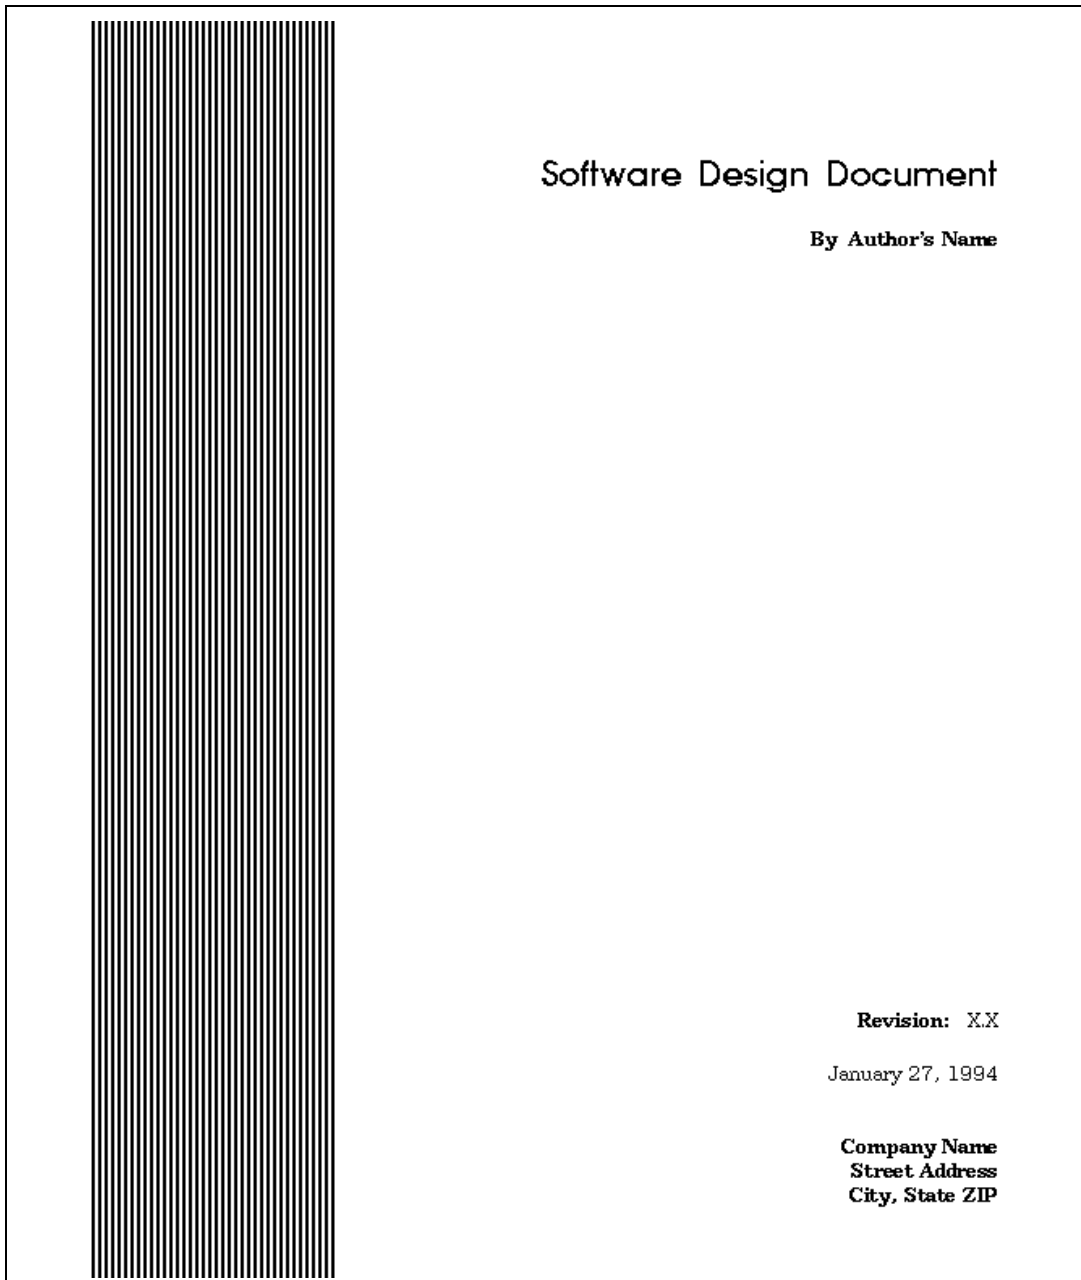 Software Design Document
By Author's Name
Revision: X.X
January 27, 1994
Company Name
Street Address
City, State ZIP